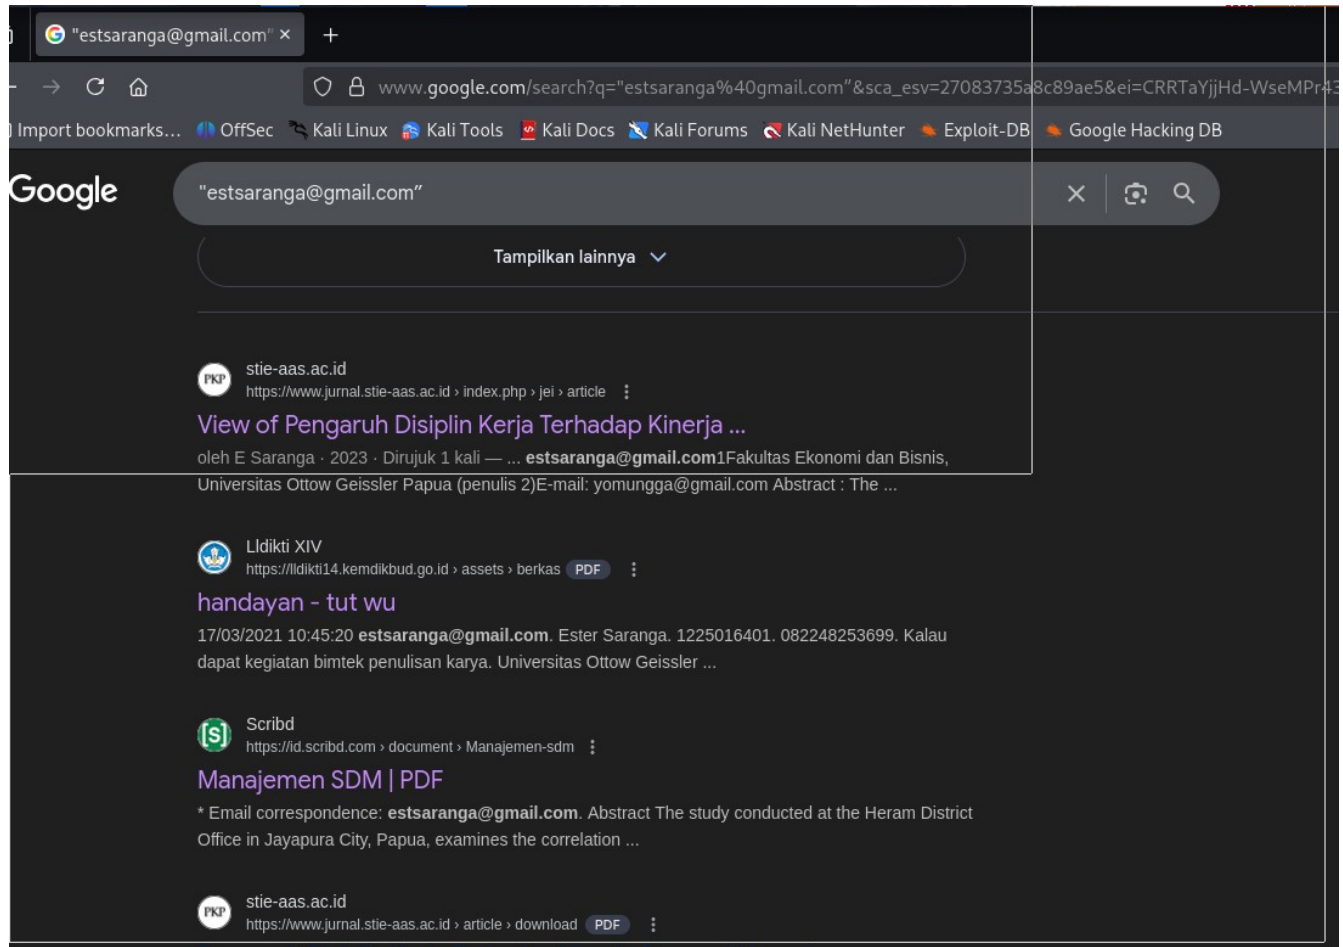 "estsaranga@gmail.com" × +
www.google.com/search?q="estsaranga%40gmail.com"&sca_esv=27083735a8c89ae5&ei=CRRTaYjjHd-WseMPr43
Import bookmarks... OffSec Kali Linux Kali Tools Kali Docs Kali Forums Kali NetHunter Exploit-DB Google Hacking DB
Google "estsaranga@gmail.com”
Tampilkan lainnya
PKP stie-aas.ac.id
https://www.jurnal.stie-aas.ac.id › index.php › jei › article
View of Pengaruh Disiplin Kerja Terhadap Kinerja ...
oleh E Saranga · 2023 · Dirujuk 1 kali — ... estsaranga@gmail.com1Fakultas Ekonomi dan Bisnis,
Universitas Ottow Geissler Papua (penulis 2)E-mail: yomungga@gmail.com Abstract : The ...
Lldikti XIV
https://lldikti14.kemdikbud.go.id › assets › berkas PDF
handayan - tut wu
17/03/2021 10:45:20 estsaranga@gmail.com. Ester Saranga. 1225016401. 082248253699. Kalau
dapat kegiatan bimtek penulisan karya. Universitas Ottow Geissler ...
[S] Scribd
https://id.scribd.com › document › Manajemen-sdm
Manajemen SDM | PDF
* Email correspondence: estsaranga@gmail.com. Abstract The study conducted at the Heram District
Office in Jayapura City, Papua, examines the correlation ...
PKP stie-aas.ac.id
https://www.jurnal.stie-aas.ac.id › article › download PDF